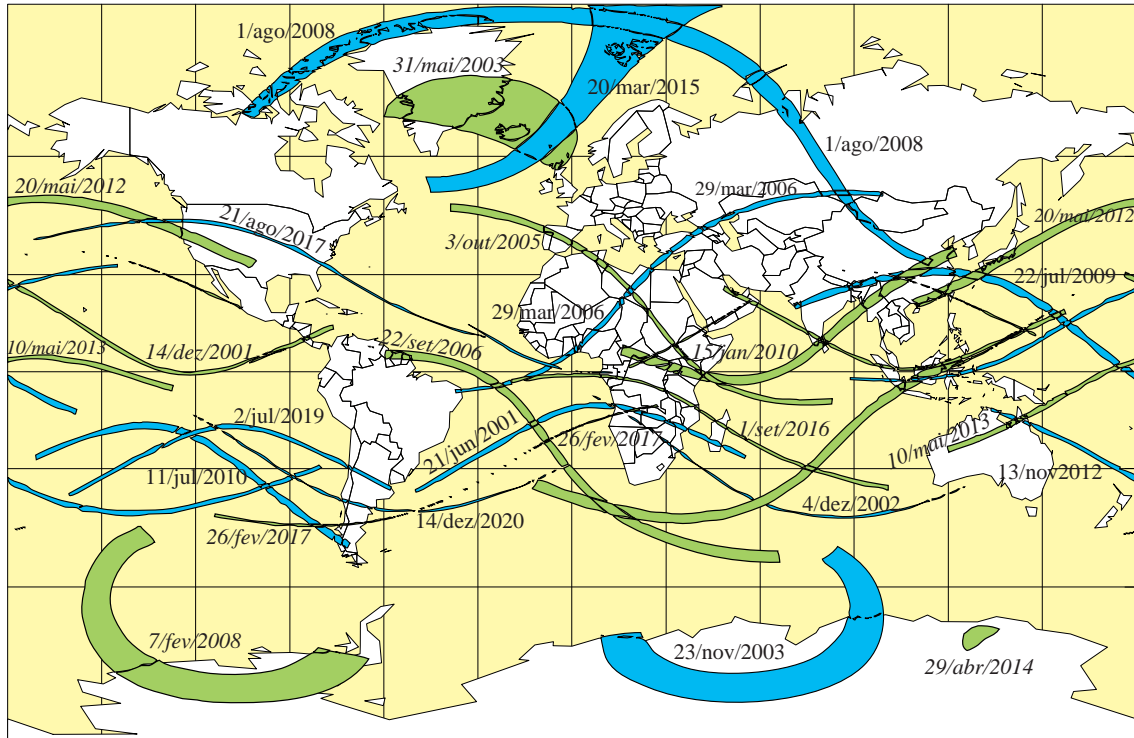 1/ago/2008
31/mai/2003
20/mar/2015
1/ago/2008
20/mai/2012
29/mar/2006
21/ago/2017
20/mai/2012
3/out/2005
22/jul/2009
29/mar/2006
10/mai/2013
14/dez/2001
22/set/2006
15/jan/2010
2/jul/2019
21/jun/2001
26/fev/2017
1/set/2016
10/mai/2013
11/jul/2010
13/nov/2012
14/dez/2020
4/dez/2002
26/fev/2017
7/fev/2008
23/nov/2003
29/abr/2014